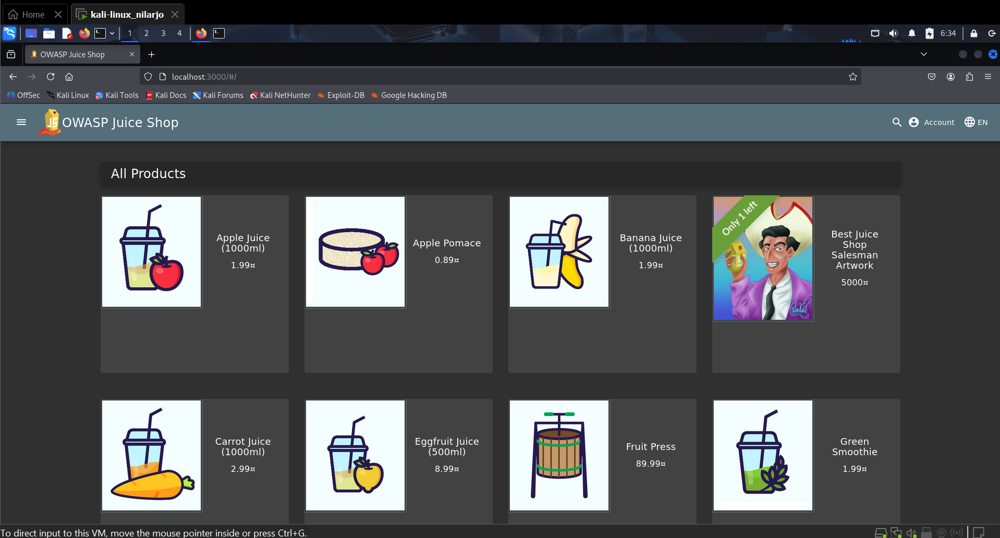 Home
kali-linux_nilarjo
1 2 3 4
6:34
OWASP Juice Shop
localhost:3000/#/
OffSec Kali Linux Kali Tools Kali Docs Kali Forums Kali NetHunter Exploit-DB Google Hacking DB
JS
OWASP Juice Shop
Account
EN
All Products
Apple Juice
(1000ml)
1.99¤
Apple Pomace
0.89¤
Banana Juice
(1000ml)
1.99¤
Only 1 left
Best Juice
Shop
Salesman
Artwork
5000¤
Carrot Juice
(1000ml)
2.99¤
Eggfruit Juice
(500ml)
8.99¤
Fruit Press
89.99¤
Green
Smoothie
1.99¤
To direct input to this VM, move the mouse pointer inside or press Ctrl+G.